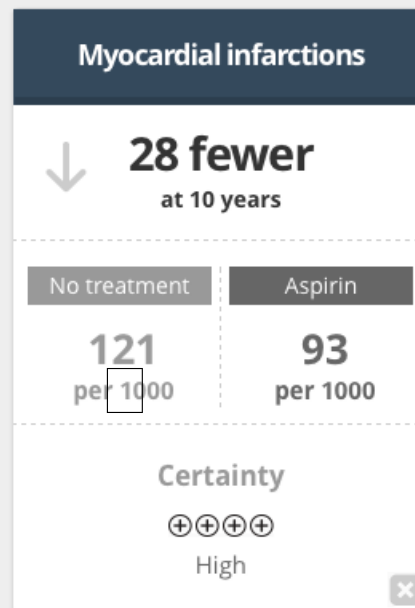 Myocardial infarctions
28 fewer
at 10 years
No treatment
Aspirin
121
93
per 1000
per 1000
Certainty
High